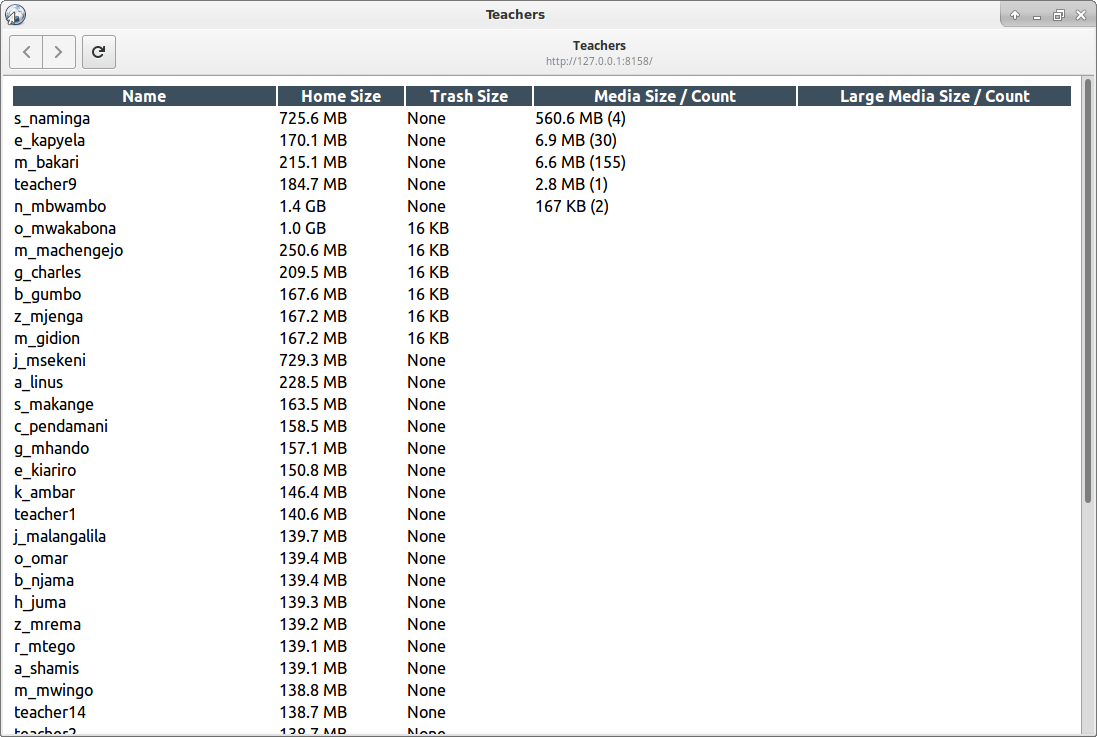 Teachers
Teachers
http://127.0.0.1:8158/
Name Home Size Trash Size Media Size / Count Large Media Size / Count
s_naminga 725.6 MB None 560.6 MB (4)
e_kapyela 170.1 MB None 6.9 MB (30)
m_bakari 215.1 MB None 6.6 MB (155)
teacher9 184.7 MB None 2.8 MB (1)
n_mbwambo 1.4 GB None 167 KB (2)
o_mwakabona 1.0 GB 16 KB
m_machengejo 250.6 MB 16 KB
g_charles 209.5 MB 16 KB
b_gumbo 167.6 MB 16 KB
z_mjenga 167.2 MB 16 KB
m_gidion 167.2 MB 16 KB
j_msekeni 729.3 MB None
a_linus 228.5 MB None
s_makange 163.5 MB None
c_pendamani 158.5 MB None
g_mhando 157.1 MB None
e_kiariro 150.8 MB None
k_ambar 146.4 MB None
teacher1 140.6 MB None
j_malangalila 139.7 MB None
o_omar 139.4 MB None
b_njama 139.4 MB None
h_juma 139.3 MB None
z_mrema 139.2 MB None
r_mtego 139.1 MB None
a_shamis 139.1 MB None
m_mwingo 138.8 MB None
teacher14 138.7 MB None
teacher2 138.7 MB None